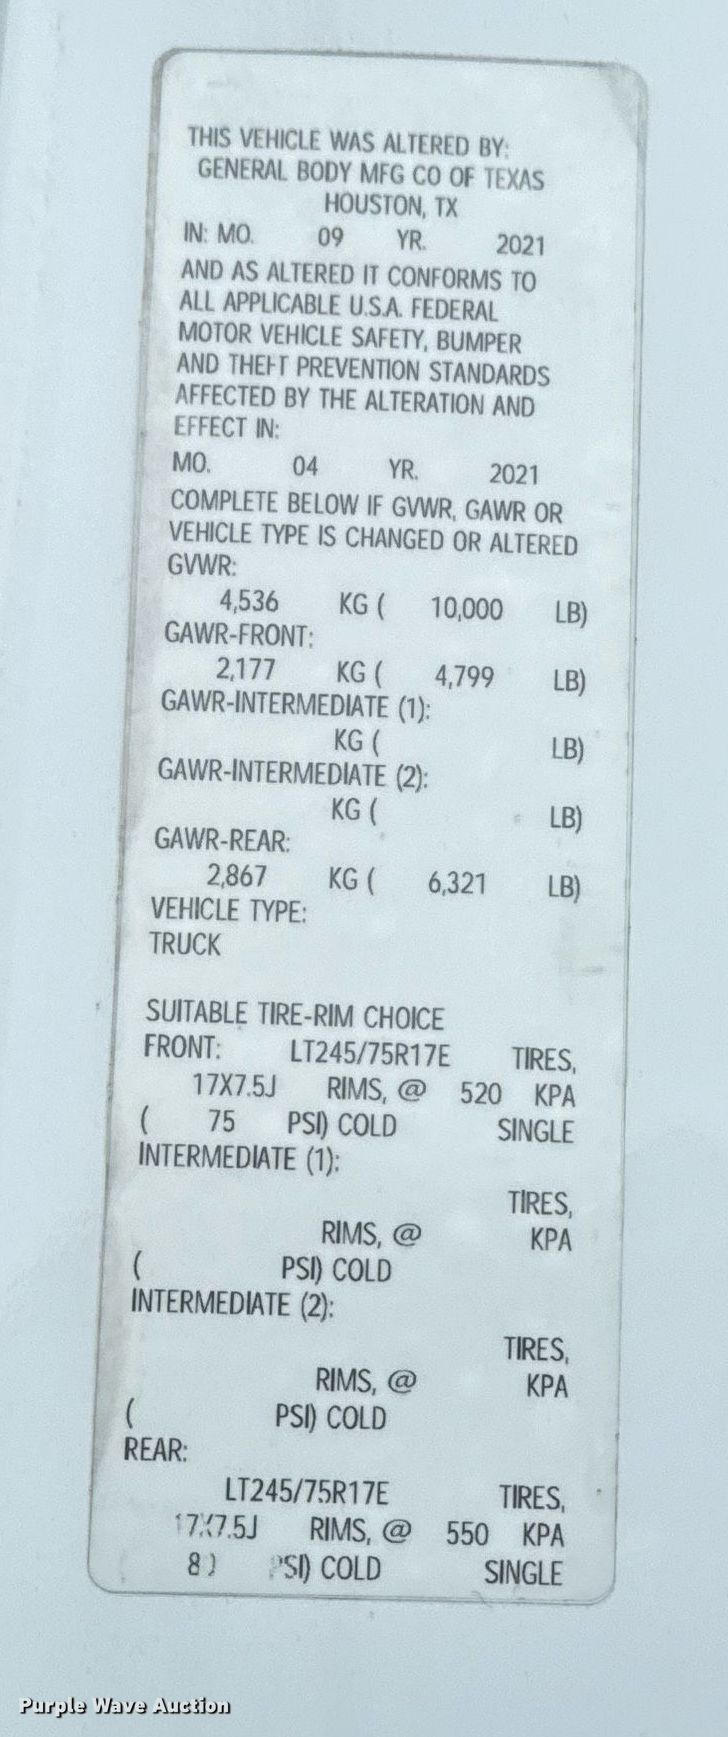 THIS VEHICLE WAS ALTERED BY:
GENERAL BODY MFG CO OF TEXAS
HOUSTON, TX
IN: MO. 09 YR. 2021
AND AS ALTERED IT CONFORMS TO
ALL APPLICABLE U.S.A. FEDERAL
MOTOR VEHICLE SAFETY, BUMPER
AND THEFT PREVENTION STANDARDS
AFFECTED BY THE ALTERATION AND
EFFECT IN:
MO. 04 YR. 2021
COMPLETE BELOW IF GVWR, GAWR OR
VEHICLE TYPE IS CHANGED OR ALTERED
GVWR:
4,536 KG ( 10,000 LB)
GAWR-FRONT:
2,177 KG ( 4,799 LB)
GAWR-INTERMEDIATE (1):
KG ( LB)
GAWR-INTERMEDIATE (2):
KG ( LB)
GAWR-REAR:
2,867 KG ( 6,321 LB)
VEHICLE TYPE:
TRUCK
SUITABLE TIRE-RIM CHOICE
FRONT: LT245/75R17E TIRES,
17X7.5J RIMS, @ 520 KPA
( 75 PSI) COLD SINGLE
INTERMEDIATE (1):
TIRES,
RIMS, @ KPA
( PSI) COLD
INTERMEDIATE (2):
TIRES,
RIMS, @ KPA
( PSI) COLD
REAR:
LT245/75R17E TIRES,
17X7.5J RIMS, @ 550 KPA
( 80 PSI) COLD SINGLE
Purple Wave Auction